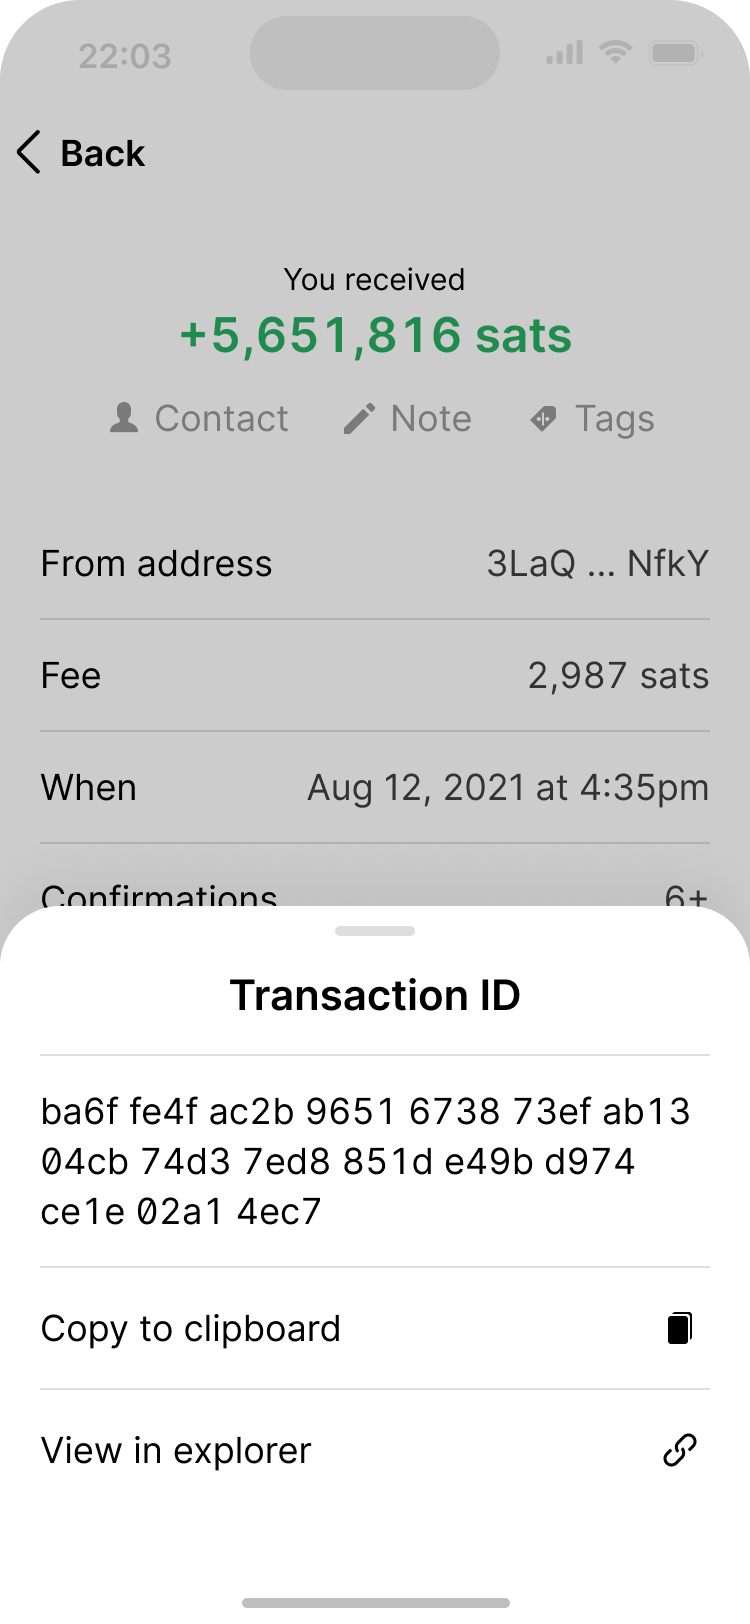 22:03
Back
You received
+5,651,816 sats
Contact Note Tags
From address 3LaQ ... NfkY
Fee 2,987 sats
When Aug 12, 2021 at 4:35pm
Confirmations 6+
Transaction ID
ba6f fe4f ac2b 9651 6738 73ef ab13
04cb 74d3 7ed8 851d e49b d974
ce1e 02a1 4ec7
Copy to clipboard
View in explorer